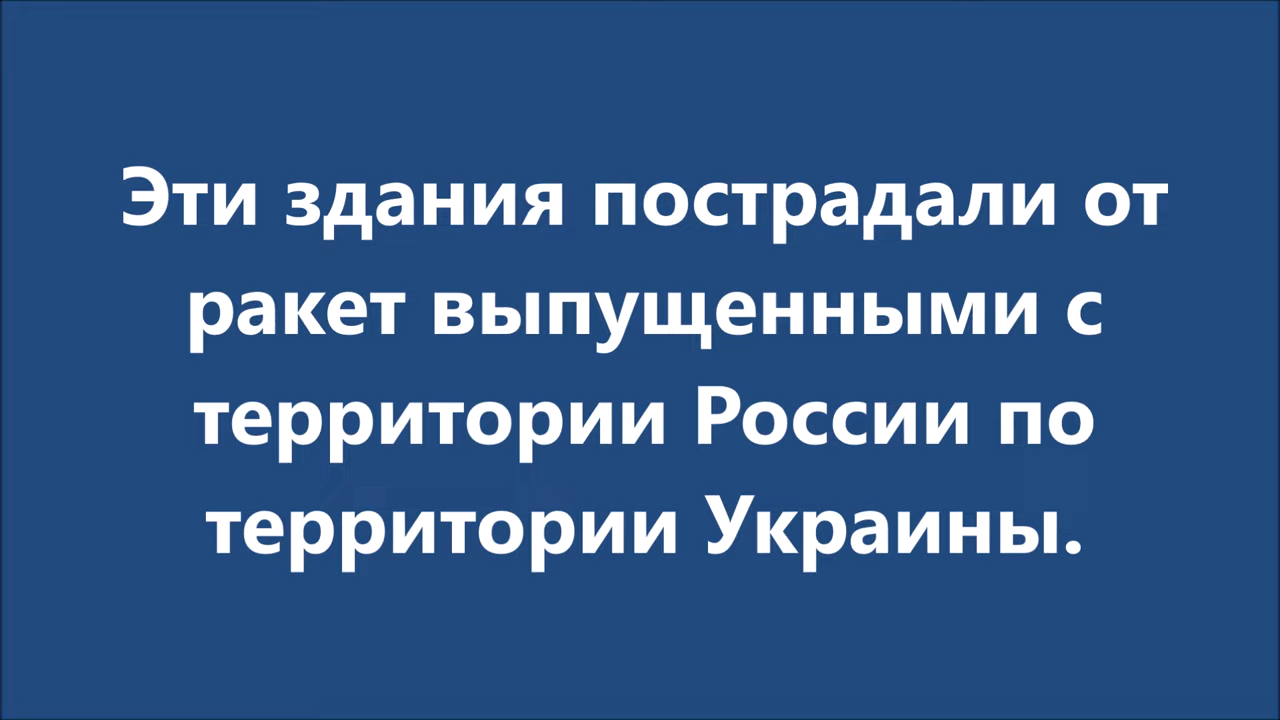 Эти здания пострадали от
ракет выпущенными с
территории России по
территории Украины.